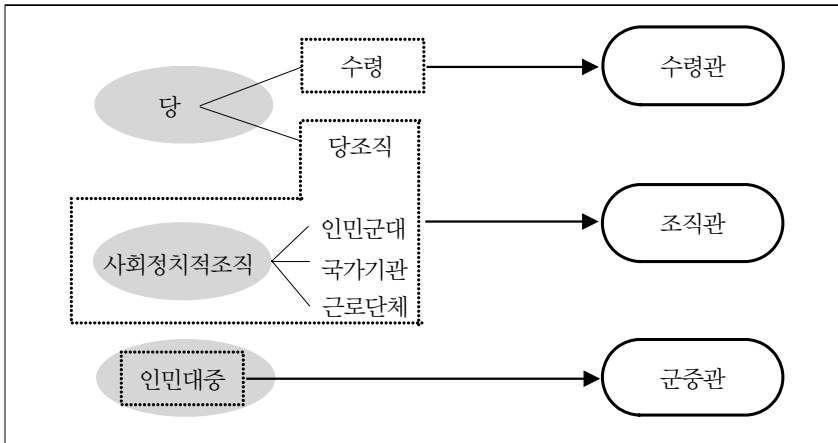 수령
수령관
당
당조직
인민군대
조직관
사회정치적조직
국가기관
근로단체
인민대중
군중관